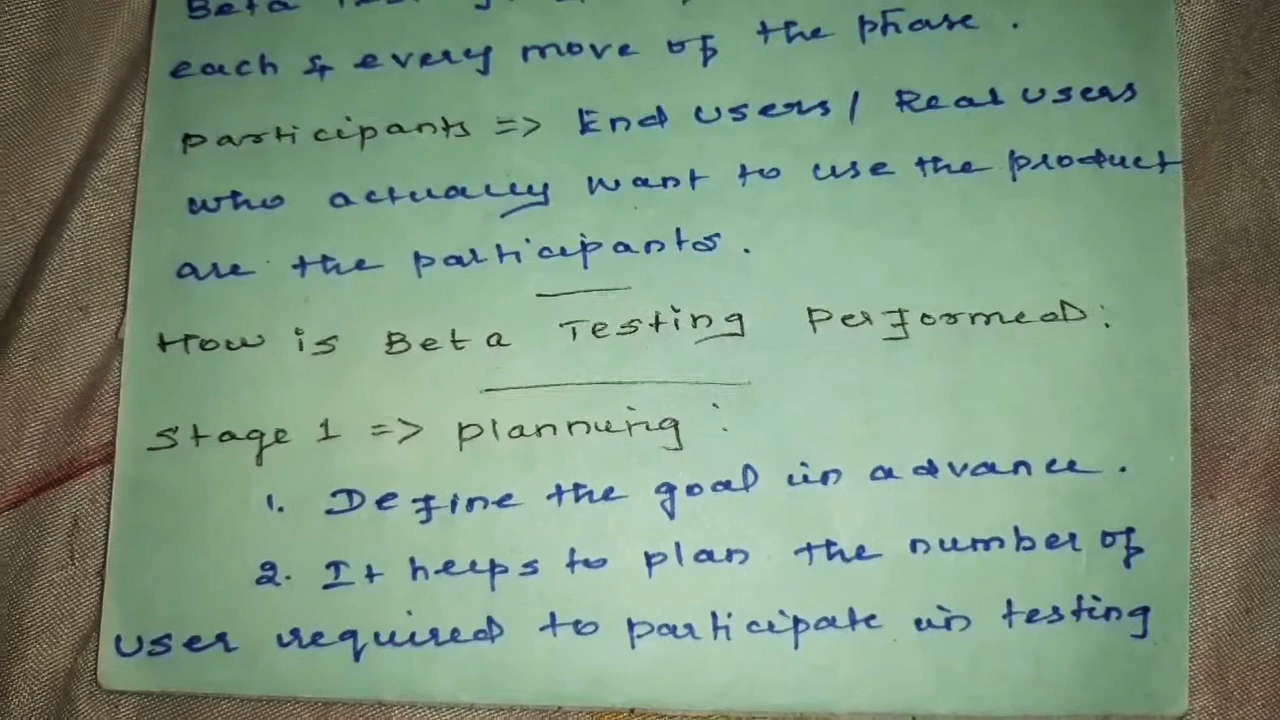 Beta
each & every move of the phase.
participants => End users/ Real users
who actually want to use the product
are the participants.
How is Beta Testing Performed:
Stage 1 => planning:
1. Define the goal in advance.
2. It helps to plan the number of
user required to participate in testing